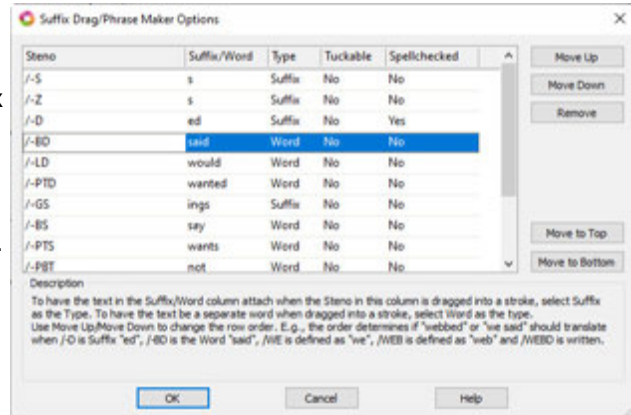 Suffix Drag/Phrase Maker Options
Steno Suffix/Word Type Tuckable Spellchecked
/-S s Suffix No No
/-Z s Suffix No No
/-D ed Suffix No Yes
/-BD said Word No No
/-LD would Word No No
/-PTD wanted Word No No
/-GS ings Suffix No No
/-BS say Word No No
/-PTS wants Word No No
/-PBT not Word No No
Move Up
Move Down
Remove
Move to Top
Move to Bottom
Description
To have the text in the Suffix/Word column attach when the Steno in this column is dragged into a stroke, select Suffix
as the Type. To have the text be a separate word when dragged into a stroke, select Word as the type.
Use Move Up/Move Down to change the row order. E.g., the order determines if "webbed" or "we said" should translate
when /-D is Suffix "ed", /-BD is the Word "said", /WE is defined as "we", /WEB is defined as "web" and /WEBD is written.
OK Cancel Help